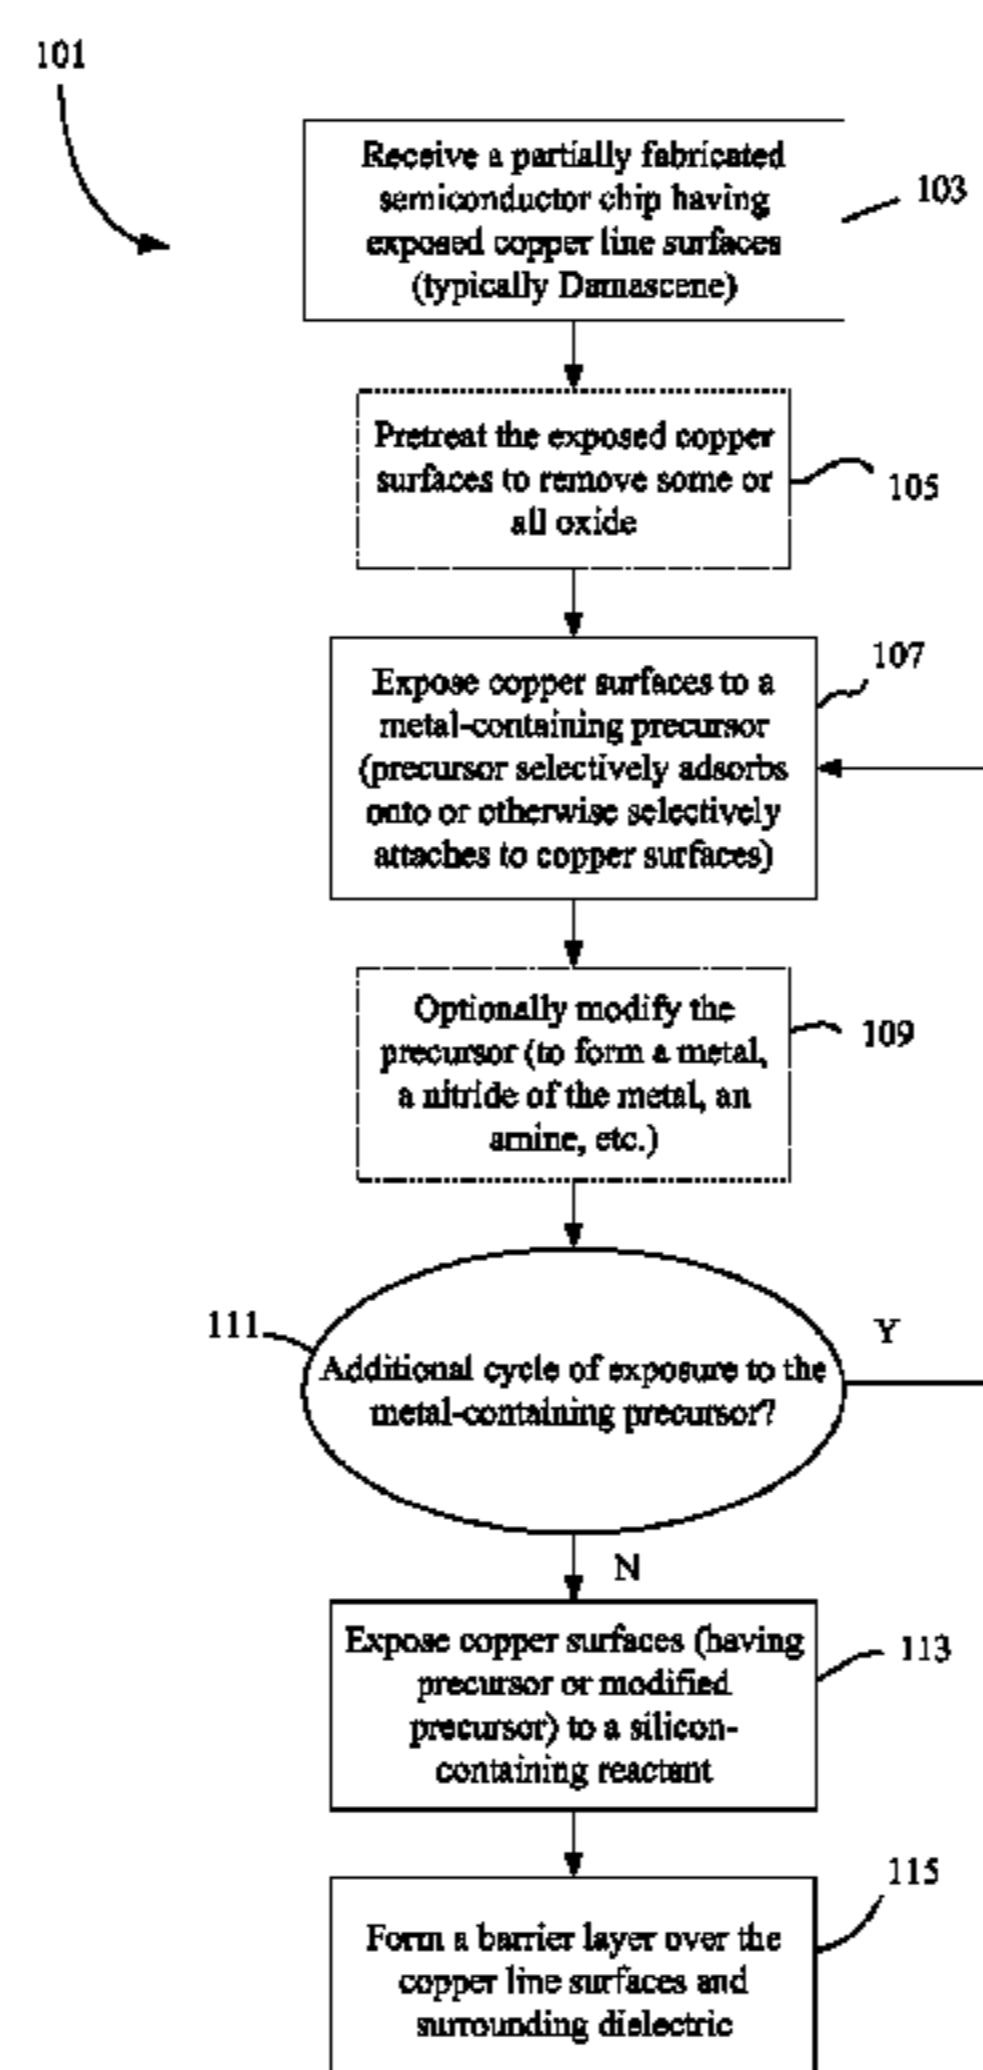 101
Receive a partially fabricated
semiconductor chip having
exposed copper line surfaces
(typically Damascene)
103
Pretreat the exposed copper
surfaces to remove some or
all oxide
105
107
Expose copper surfaces to a
metal-containing precursor
(precursor selectively adsorbs
onto or otherwise selectively
attaches to copper surfaces)
Optionally modify the
precursor (to form a metal,
a nitride of the metal, an
amine, etc.)
109
111
Additional cycle of exposure to the
metal-containing precursor?
Y
N
Expose copper surfaces (having
precursor or modified
precursor) to a silicon-
containing reactant
113
115
Form a barrier layer over the
copper line surfaces and
surrounding dielectric